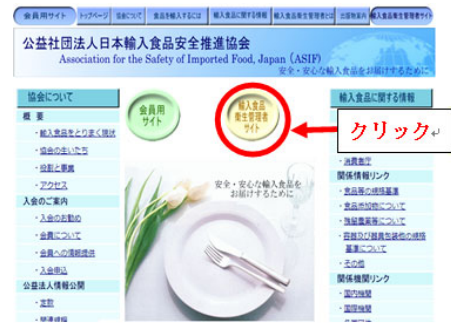 会員用サイト
トップページ
協会について
食品を輸入するには
輸入食品に関する情報
輸入食品衛生管理者とは
出版物案内
輸入食品衛生管理者サイト
公益社団法人日本輸入食品安全推進協会
Association for the Safety of Imported Food, Japan (ASIF)
安全・安心な輸入食品をお届けするために
協会について
概 要
・輸入食品をとりまく現状
・協会の生いたち
・役割と事業
・アクセス
入会のご案内
・入会のお勧め
・会費について
・会員への情報提供
・入会申込
公益法人情報公開
・定款
・関連規程
会員用
サイト
輸入食品
衛生管理者
サイト
安全・安心な輸入食品を
お届けするために
輸入食品に関する情報
クリック
・消費者庁
関係情報リンク
・食品等の規格基準
・食品添加物について
・残留農薬等について
・容器及び器具包装他の規格
基準について
・その他
関係機関リンク
・国内機関
・国際機関